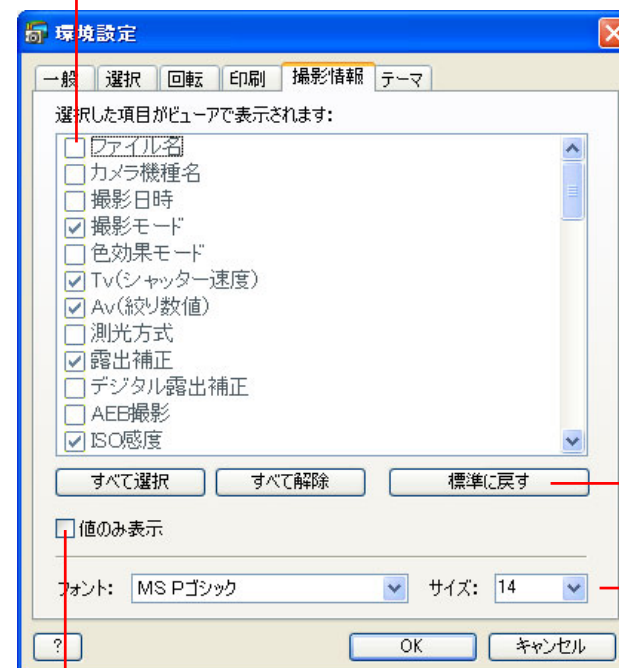 環境設定
一般 選択 回転 印刷 撮影情報 テーマ
選択した項目がビューアで表示されます:
ファイル名
カメラ機種名
撮影日時
撮影モード
色効果モード
Tv(シャッター速度)
Av(絞り数値)
測光方式
露出補正
デジタル露出補正
AEB撮影
ISO感度
すべて選択 すべて解除 標準に戻す
値のみ表示
フォント: MS Pゴシック サイズ: 14
? OK キャンセル